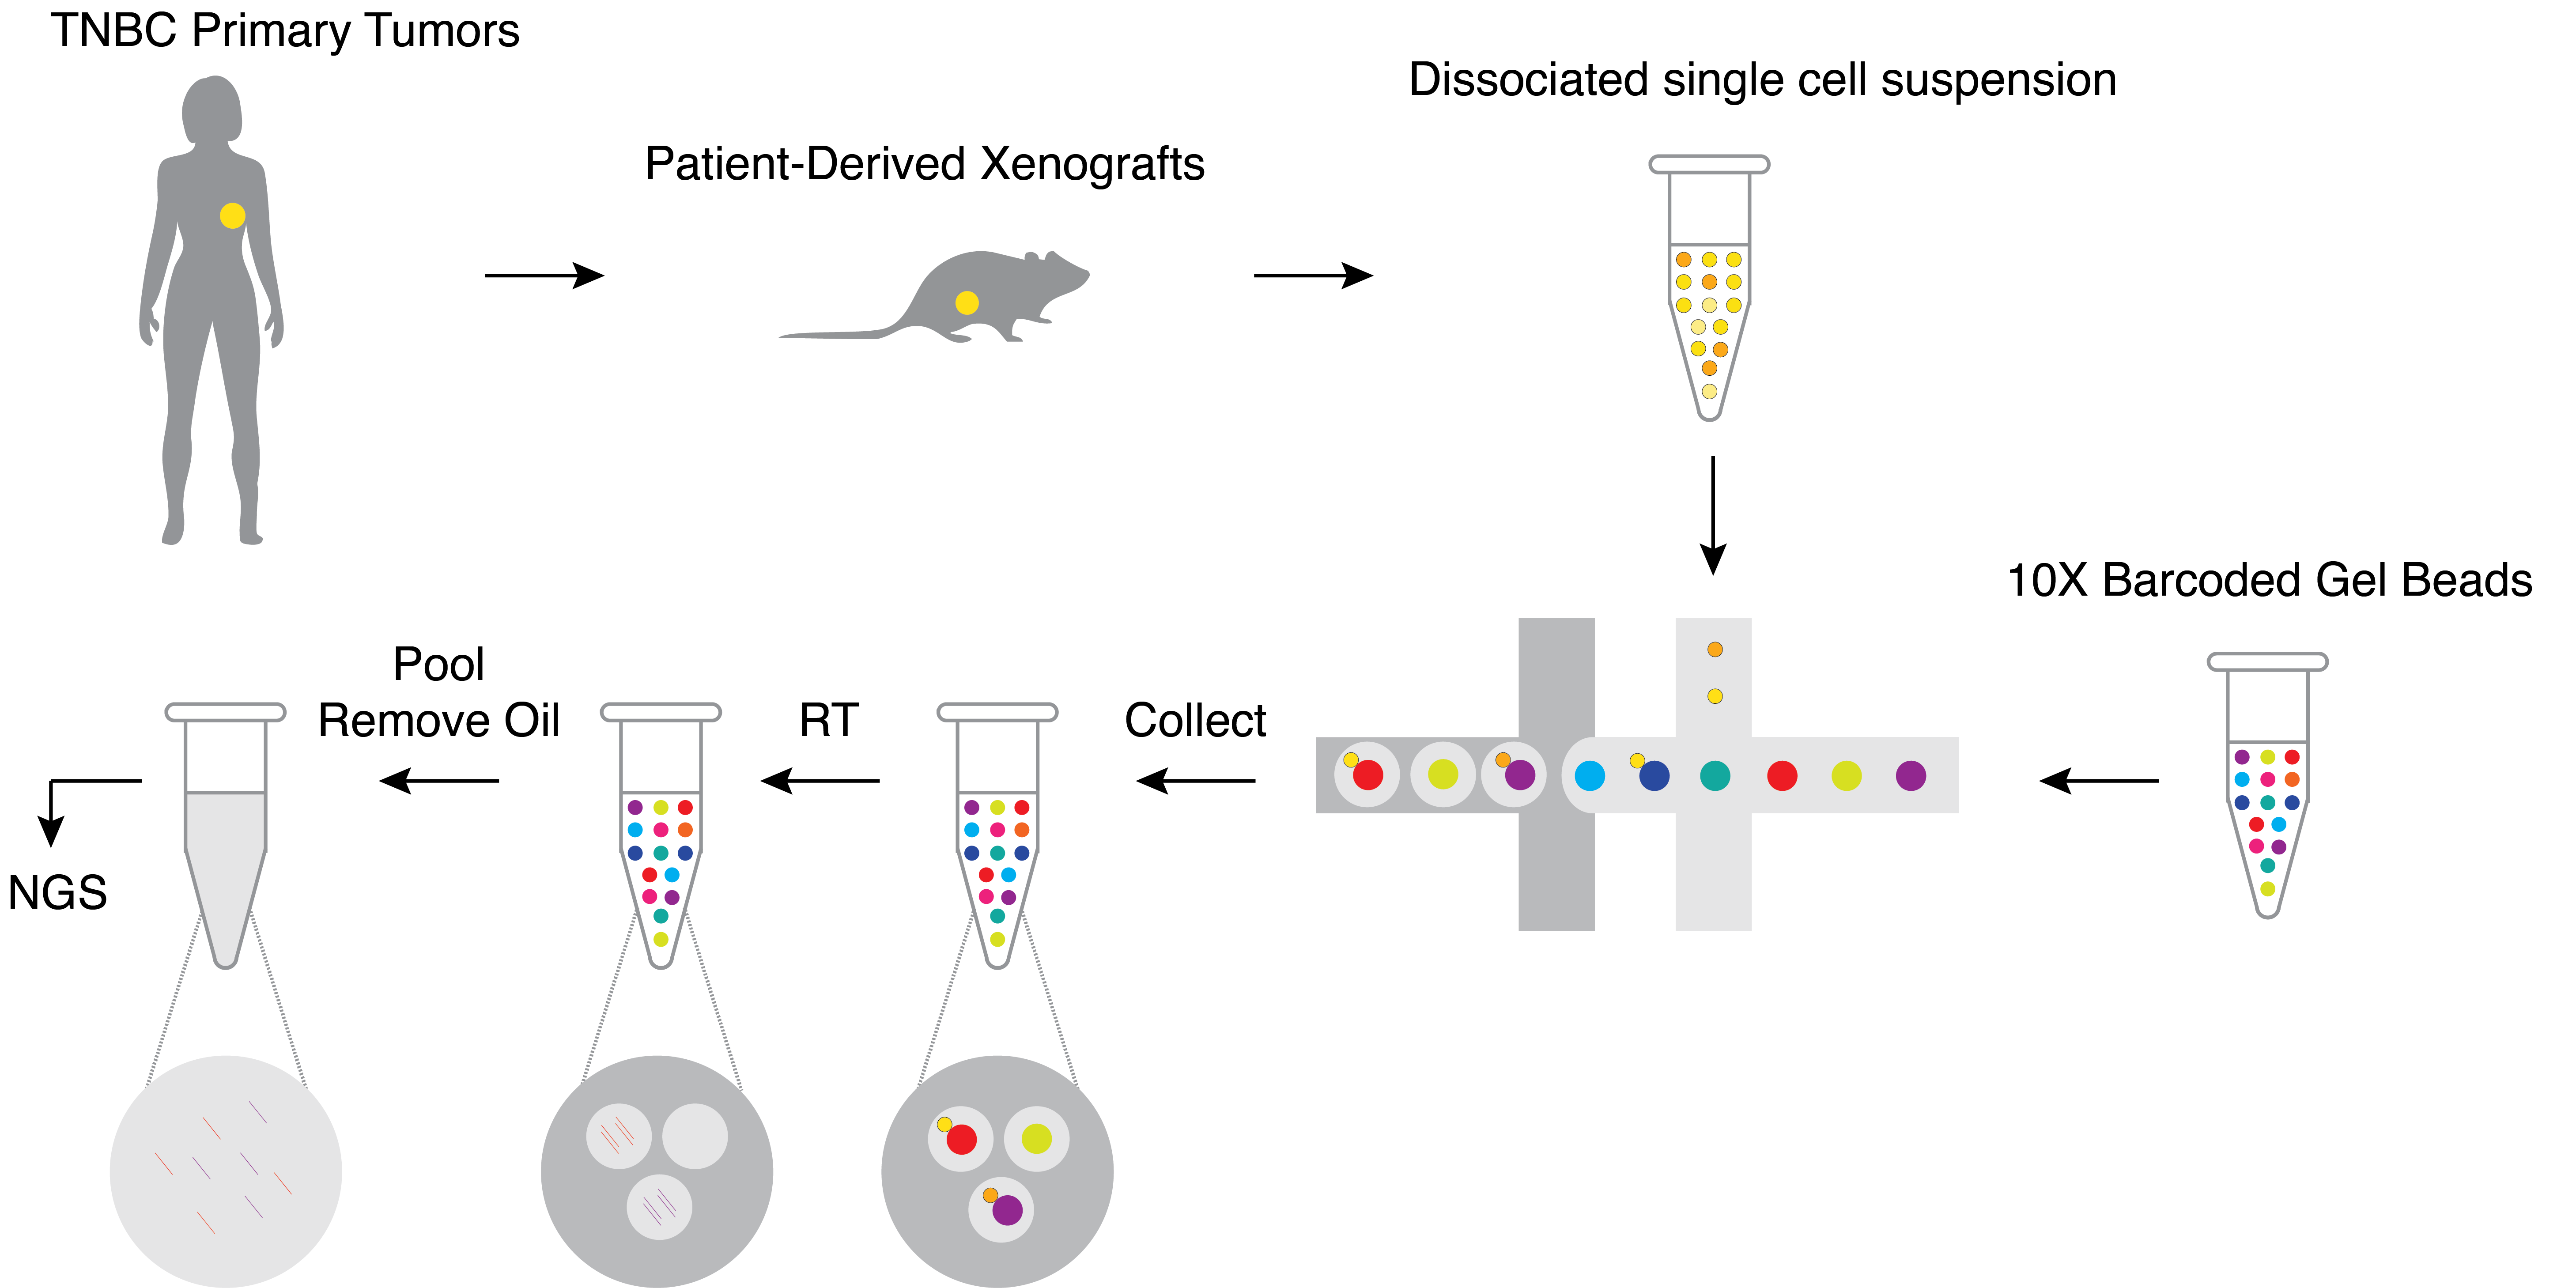 TNBC Primary Tumors
Patient-Derived Xenografts
Dissociated single cell suspension
10X Barcoded Gel Beads
Collect
RT
Pool
Remove Oil
NGS